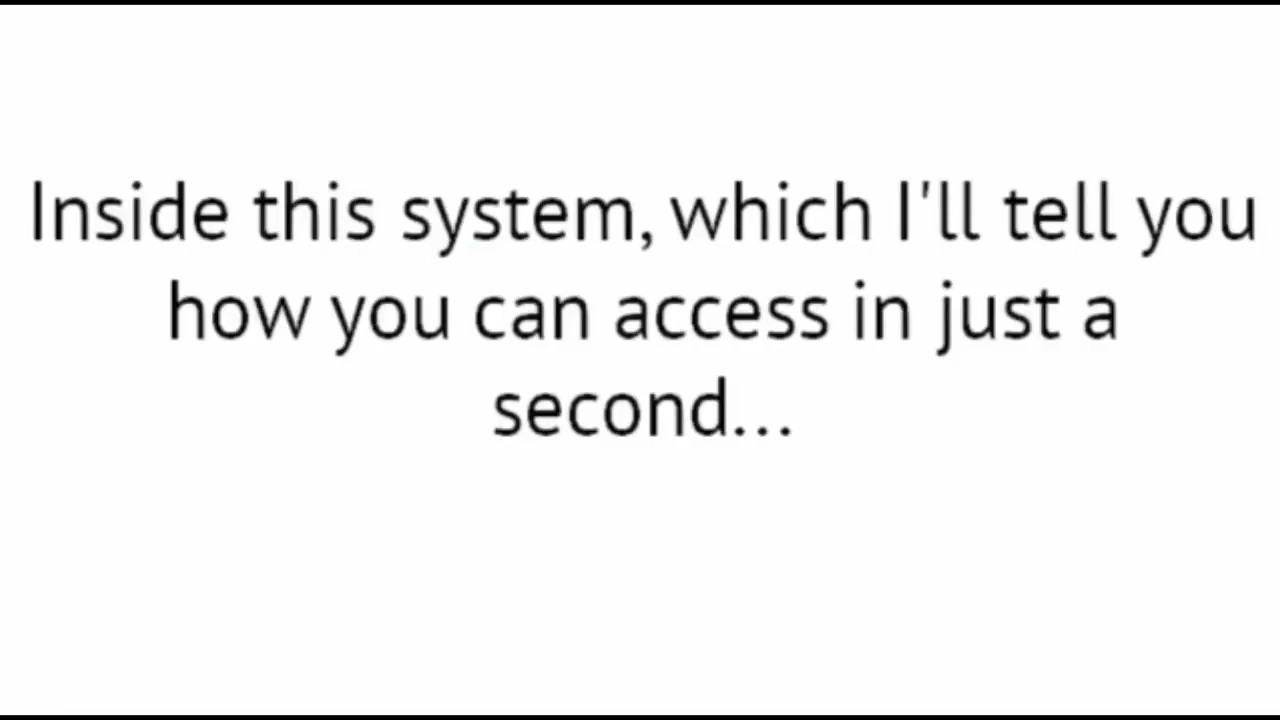 Inside this system, which I'll tell you
how you can access in just a
second...